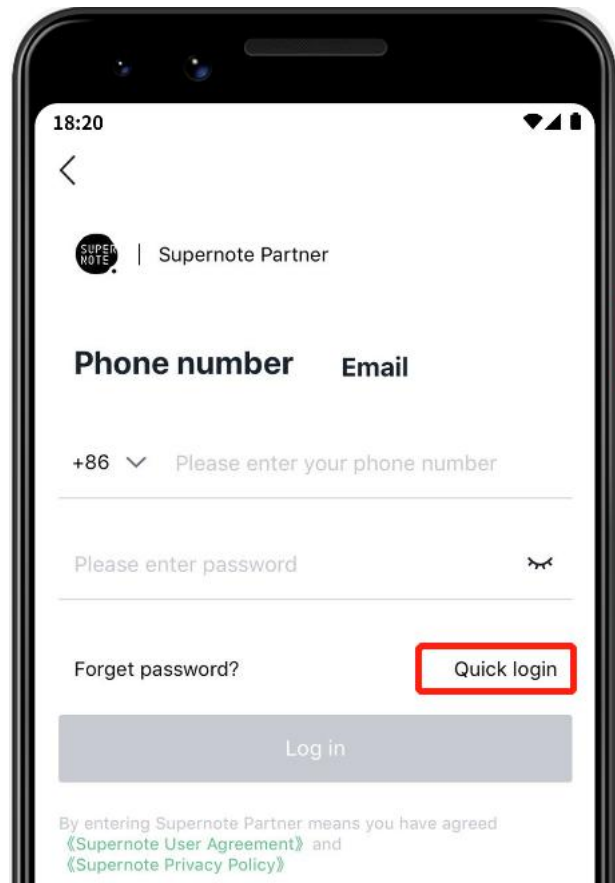 18:20
SUPER
NOTE
Supernote Partner
Phone number Email
+86 Please enter your phone number
Please enter password
Forget password? Quick login
Log in
By entering Supernote Partner means you have agreed
《Supernote User Agreement》 and
《Supernote Privacy Policy》